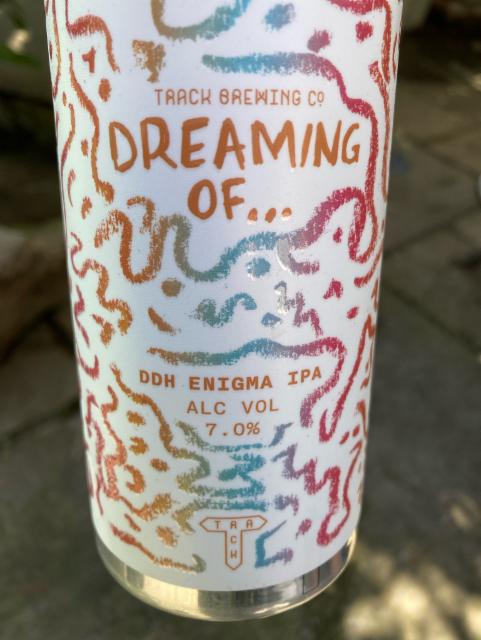 TRACK BREWING CO
DREAMING
OF...
DDH ENIGMA IPA
ALC VOL
7.0%
TRACK